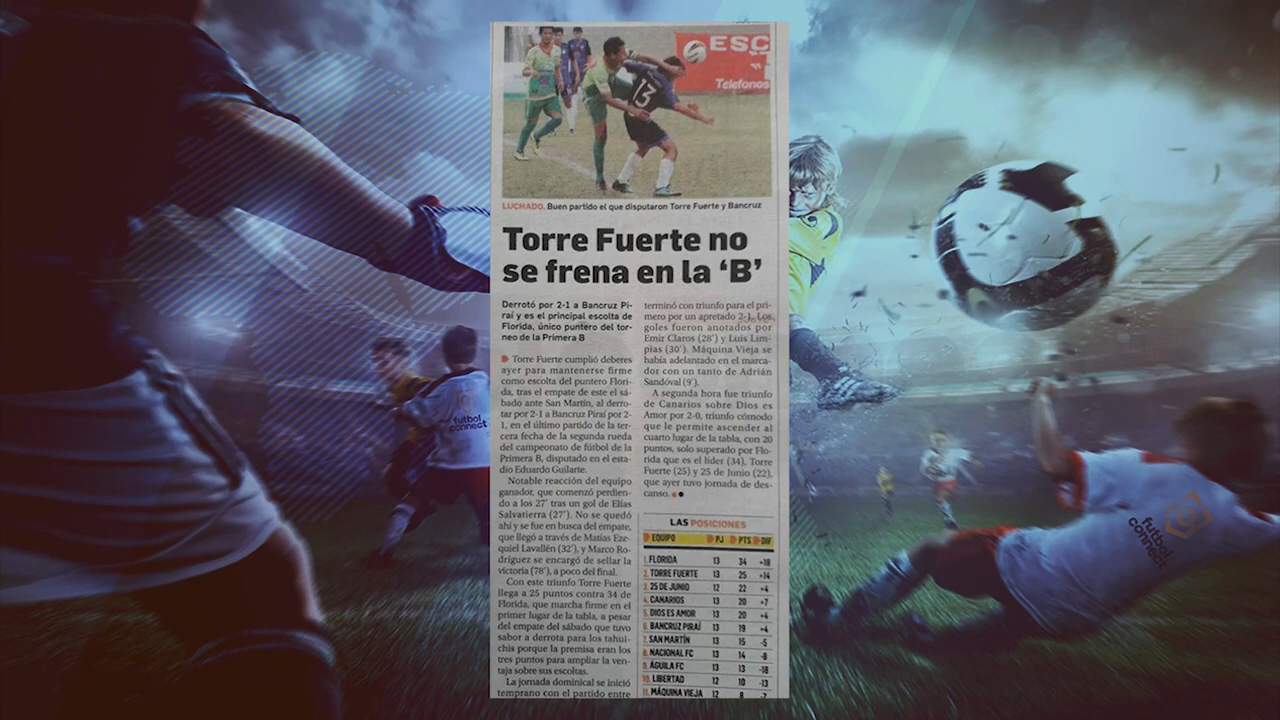 ESC
Telefonos
13
LUCHADO. Buen partido el que disputaron Torre Fuerte y Bancruz
Torre Fuerte no
se frena en la ‘B’
Derrotó por 2-1 a Bancruz Pi-
raí y es el principal escolta de
Florida, único puntero del tor-
neo de la Primera B
Torre Fuerte cumplió deberes
ayer para mantenerse firme
como escolta del puntero Flori-
da, tras el empate de este el sá-
bado ante San Martín, al derro-
tar por 2-1 a Bancruz Piraí por 2-
1, en el último partido de la ter-
cera fecha de la segunda rueda
del campeonato de fútbol de la
Primera B, disputado en el esta-
dio Eduardo Guilarte.
Notable reacción del equipo
ganador, que comenzó perdien-
do a los 27’ tras un gol de Elías
Salvatierra (27’). No se quedó
ahí y se fue en busca del empate,
que llegó a través de Matías Eze-
quiel Lavallén (32’), y Marco Ro-
dríguez se encargó de sellar la
victoria (78’), a poco del final.
Con este triunfo Torre Fuerte
llega a 25 puntos contra 34 de
Florida, que marcha firme en el
primer lugar de la tabla, a pesar
del empate del sábado que tuvo
sabor a derrota para los tahui-
chis porque la premisa eran los
tres puntos para ampliar la ven-
taja sobre sus escoltas.
La jornada dominical se inició
temprano con el partido entre
terminó con triunfo para el pri-
mero por un apretado 2-1. Los
goles fueron anotados por
Emir Claros (28’) y Luis Lim-
pias (30’). Máquina Vieja se
había adelantado en el marca-
dor con un tanto de Adrián
Sandóval (9’).
A segunda hora fue triunfo
de Canarios sobre Dios es
Amor por 2-0, triunfo cómodo
que le permite ascender al
cuarto lugar de la tabla, con 20
puntos, solo superado por Flo-
rida que es el líder (34), Torre
Fuerte (25) y 25 de Junio (22),
que ayer tuvo jornada de des-
canso.
LAS POSICIONES
EQUIPO PJ PTS DIF
1. FLORIDA 13 34 +18
2. TORRE FUERTE 13 25 +14
3. 25 DE JUNIO 12 22 +4
4. CANARIOS 13 20 +7
5. DIOS ES AMOR 13 20 +4
6. BANCRUZ PIRAÍ 13 19 +4
7. SAN MARTÍN 13 15 -5
8. NACIONAL FC 13 14 -8
9. ÁGUILA FC 13 13 -18
10. LIBERTAD 12 10 -13
11. MÁQUINA VIEJA 12 8 -7
futbol
connect
futbol
connect